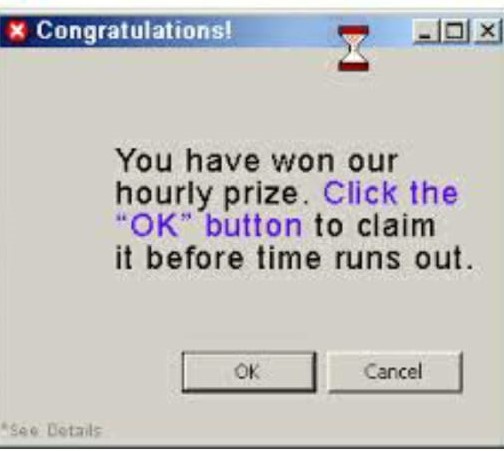 Congratulations!
You have won our
hourly prize. Click the
“OK” button to claim
it before time runs out.
OK
Cancel
*See Details